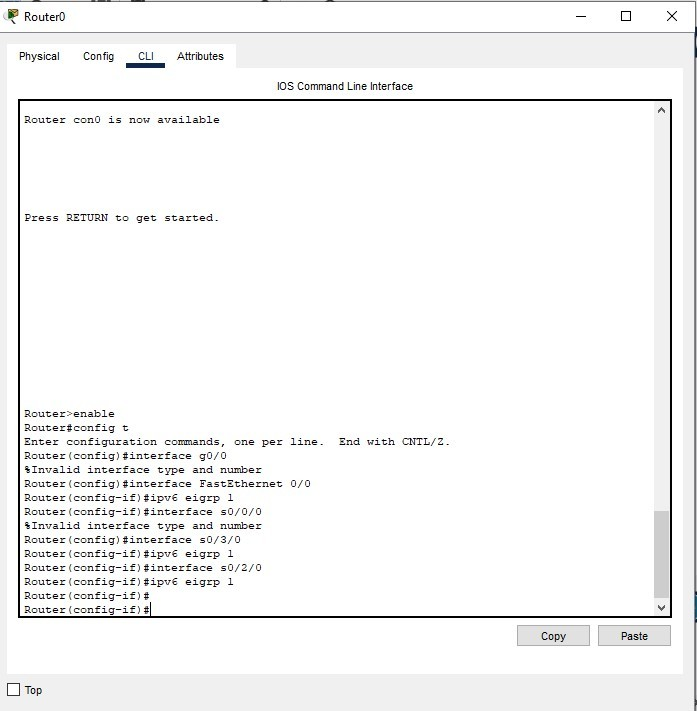 Router0
Physical Config CLI Attributes
IOS Command Line Interface
Router con0 is now available
Press RETURN to get started.
Router>enable
Router#config t
Enter configuration commands, one per line.  End with CNTL/Z.
Router(config)#interface g0/0
%Invalid interface type and number
Router(config)#interface FastEthernet 0/0
Router(config-if)#ipv6 eigrp 1
Router(config-if)#interface s0/0/0
%Invalid interface type and number
Router(config)#interface s0/3/0
Router(config-if)#ipv6 eigrp 1
Router(config-if)#interface s0/2/0
Router(config-if)#ipv6 eigrp 1
Router(config-if)#
Router(config-if)#
Copy Paste
Top